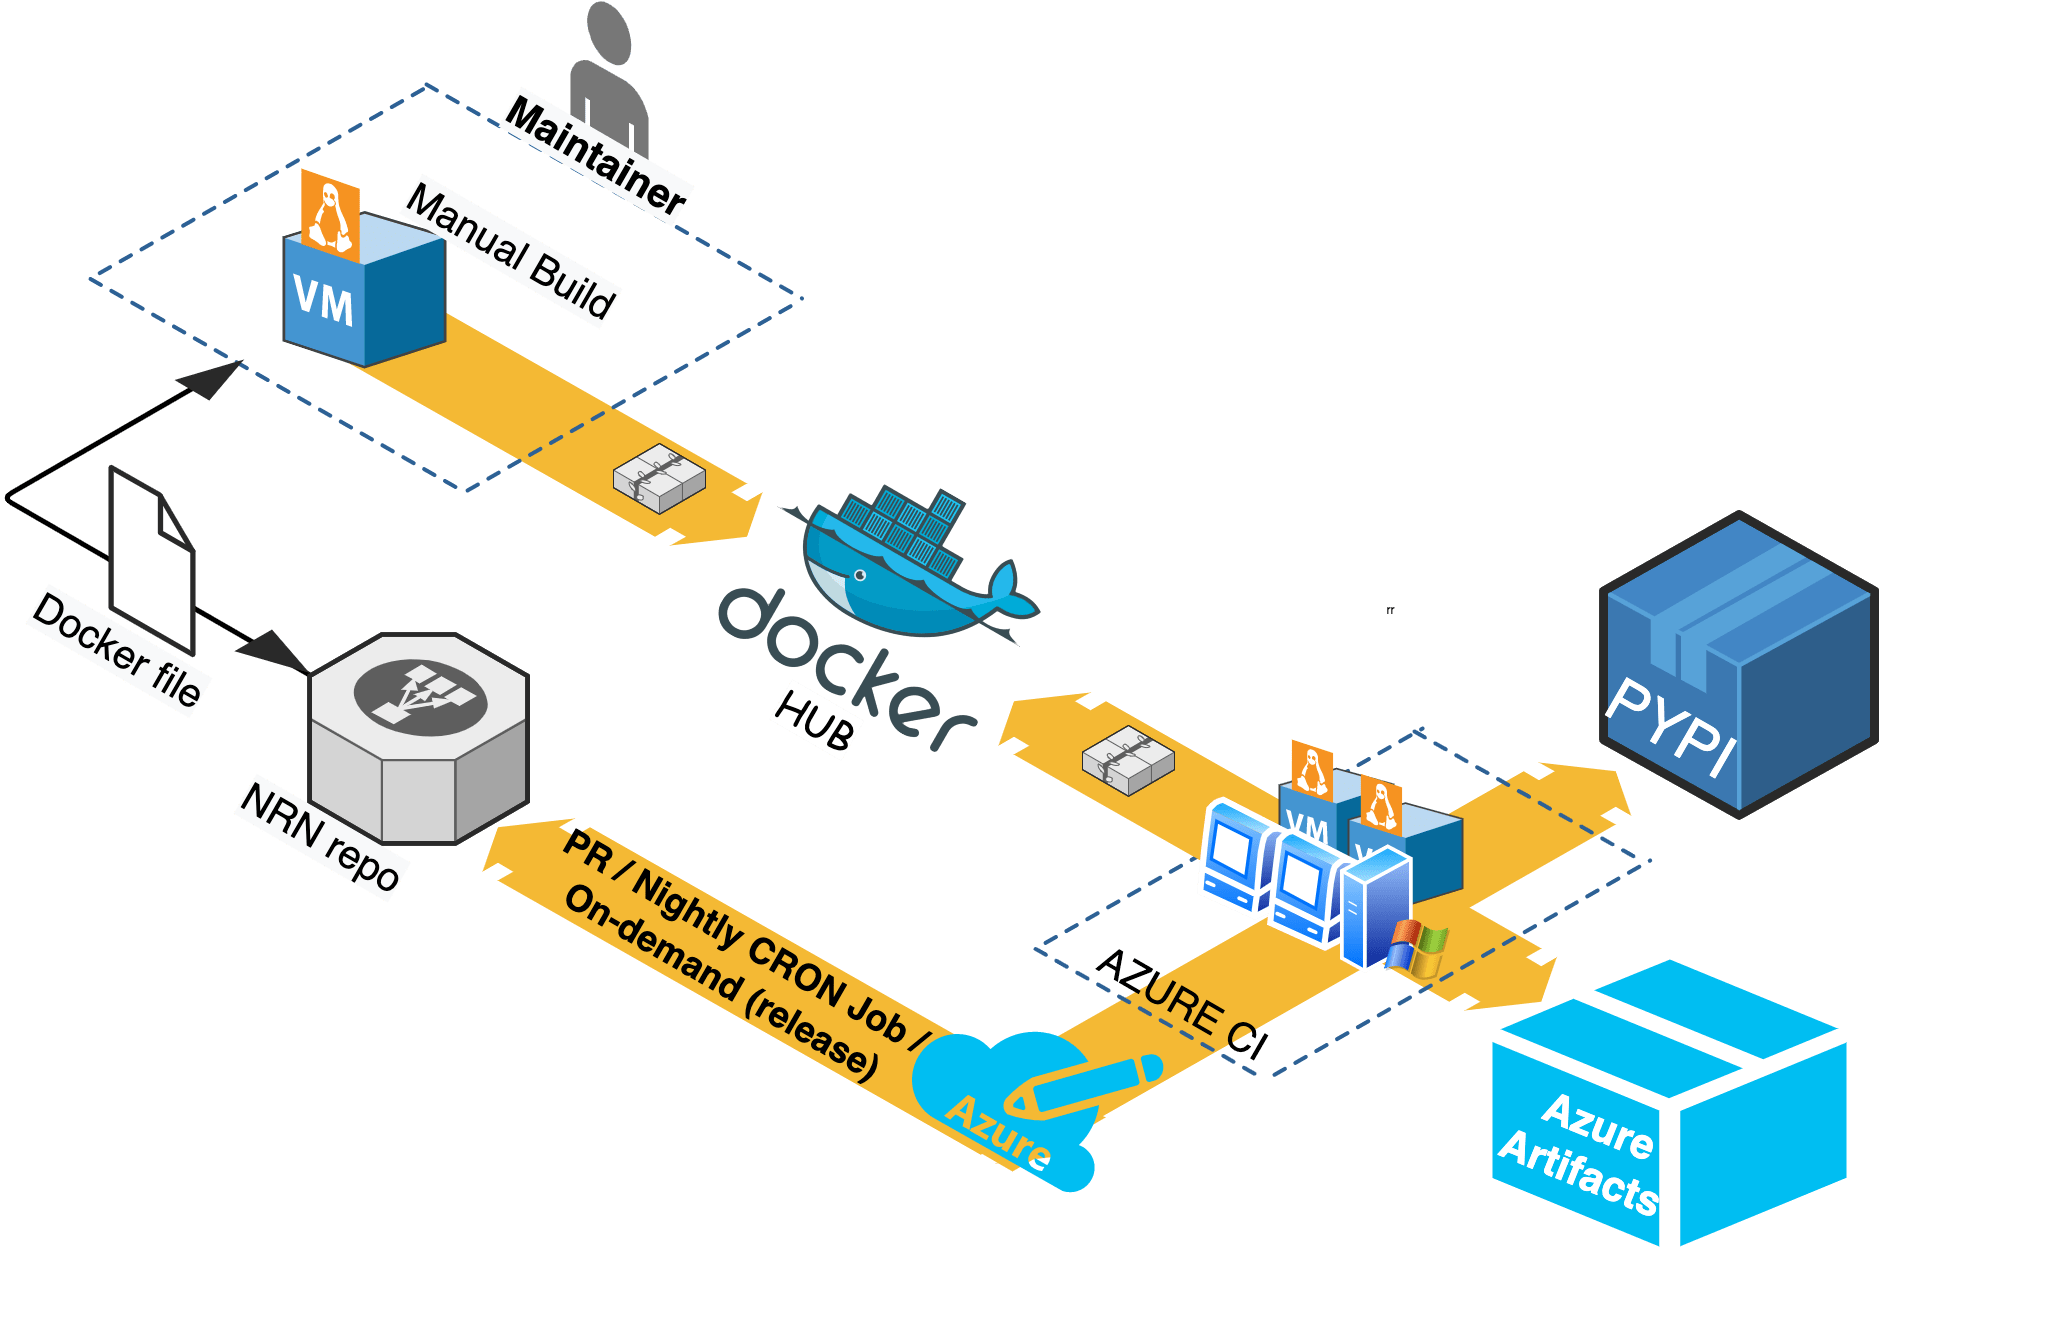 Maintainer
Manual Build
VM
Docker file
docker
HUB
rr
PYPI
NRN repo
VM
PR / Nightly CRON Job /
On-demand (release)
AZURE CI
Azure
Azure
Artifacts